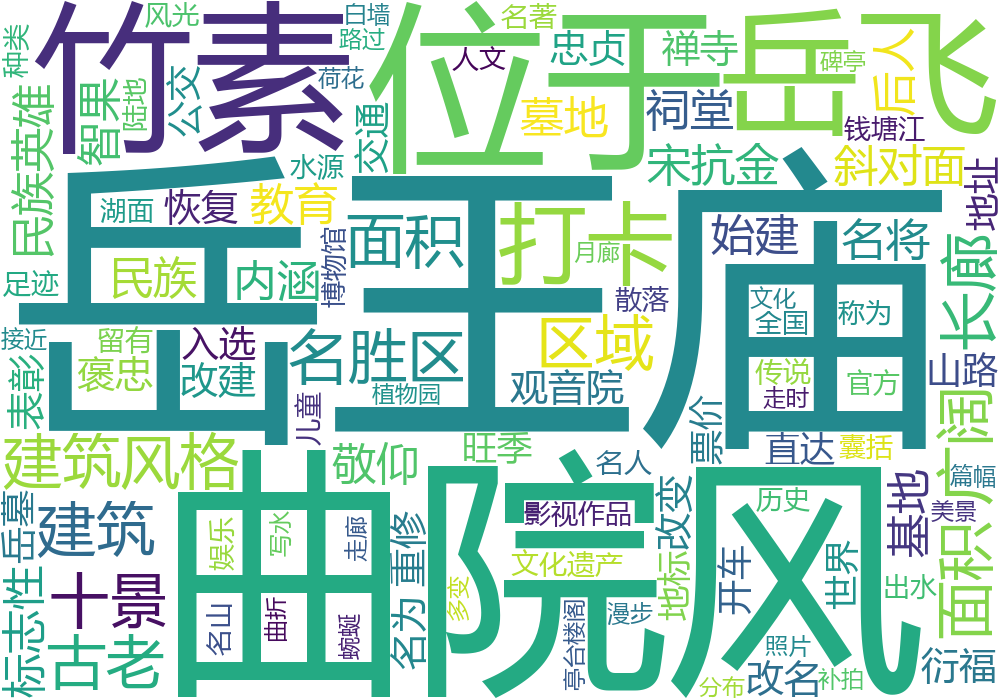 种类
风光
竹素
白墙
路过
荷花
位于
人文
名著
忠贞
禅寺
岳飞
碑亭
后人
智果
陆地
公交
交通
墓地
祠堂
钱塘江
民族英雄
水源
宋抗金
斜对面
地址
岳王庙
湖面
恢复
教育
面积
打卡
月廊
始建
名将
长廊
足迹
民族
内涵
博物馆
散落
文化
全国
称为
接近
留有
入选
名胜区
区域
山路
表彰
褒忠
改建
植物园
观音院
传说
走时
官方
广阔
儿童
票价
建筑风格
敬仰
旺季
名人
直达
囊括
篇幅
岳墓
建筑
曲院风
影视作品
改变
历史
基地
美景
娱乐
写水
走廊
重修
文化遗产
开车
世界
面积
标志性
十景
古老
名山
曲折
蜿蜒
名为
多变
亭台楼阁
漫步
地标
出水
照片
分布
改名
补拍
衍福